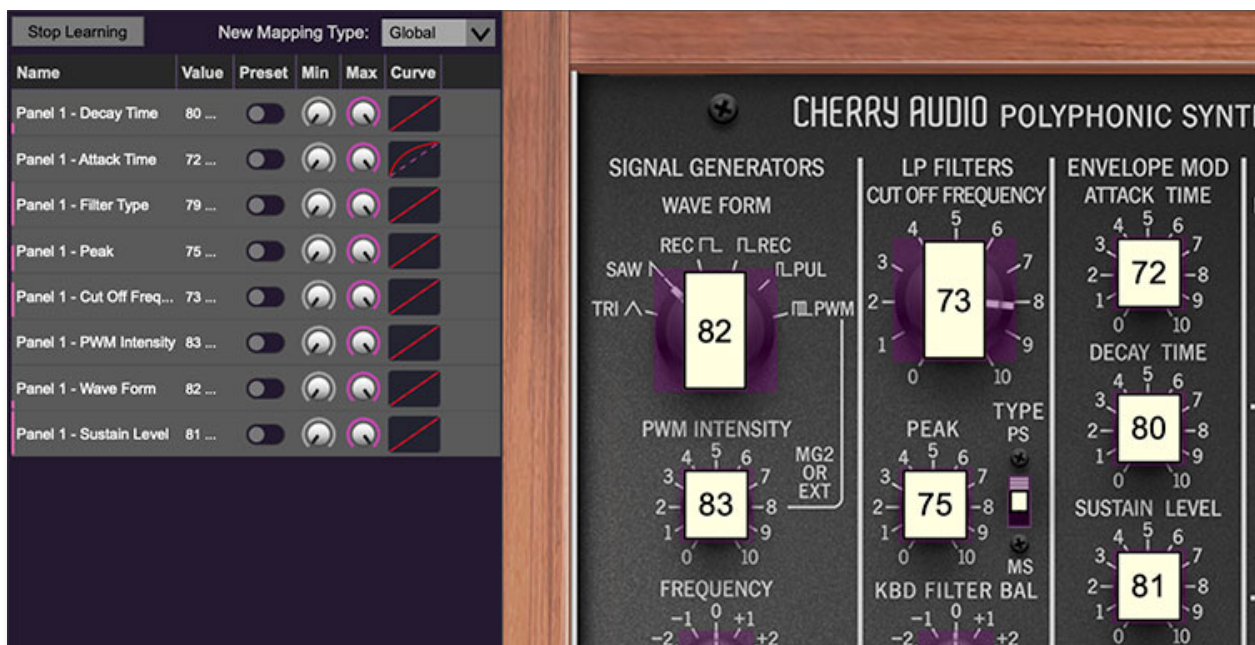 Stop Learning
New Mapping Type: Global
Name Value Preset Min Max Curve
Panel 1 - Decay Time 80 ...
Panel 1 - Attack Time 72 ...
Panel 1 - Filter Type 79 ...
Panel 1 - Peak 75 ...
Panel 1 - Cut Off Freq... 73 ...
Panel 1 - PWM Intensity 83 ...
Panel 1 - Wave Form 82 ...
Panel 1 - Sustain Level 81 ...
CHERRY AUDIO POLYPHONIC SYNT
SIGNAL GENERATORS
WAVE FORM
TRI
SAW
REC
REC
PUL
PWM
82
PWM INTENSITY
0 1 2 3 4 5 6 7 8 9 10
83
MG2
OR
EXT
FREQUENCY
-2 -1 0 +1 +2
LP FILTERS
CUT OFF FREQUENCY
0 1 2 3 4 5 6 7 8 9 10
73
PEAK
0 1 2 3 4 5 6 7 8 9 10
75
TYPE
PS
MS
KBD FILTER BAL
-2 -1 0 +1 +2
ENVELOPE MOD
ATTACK TIME
0 1 2 3 4 5 6 7 8 9 10
72
DECAY TIME
0 1 2 3 4 5 6 7 8 9 10
80
SUSTAIN LEVEL
0 1 2 3 4 5 6 7 8 9 10
81